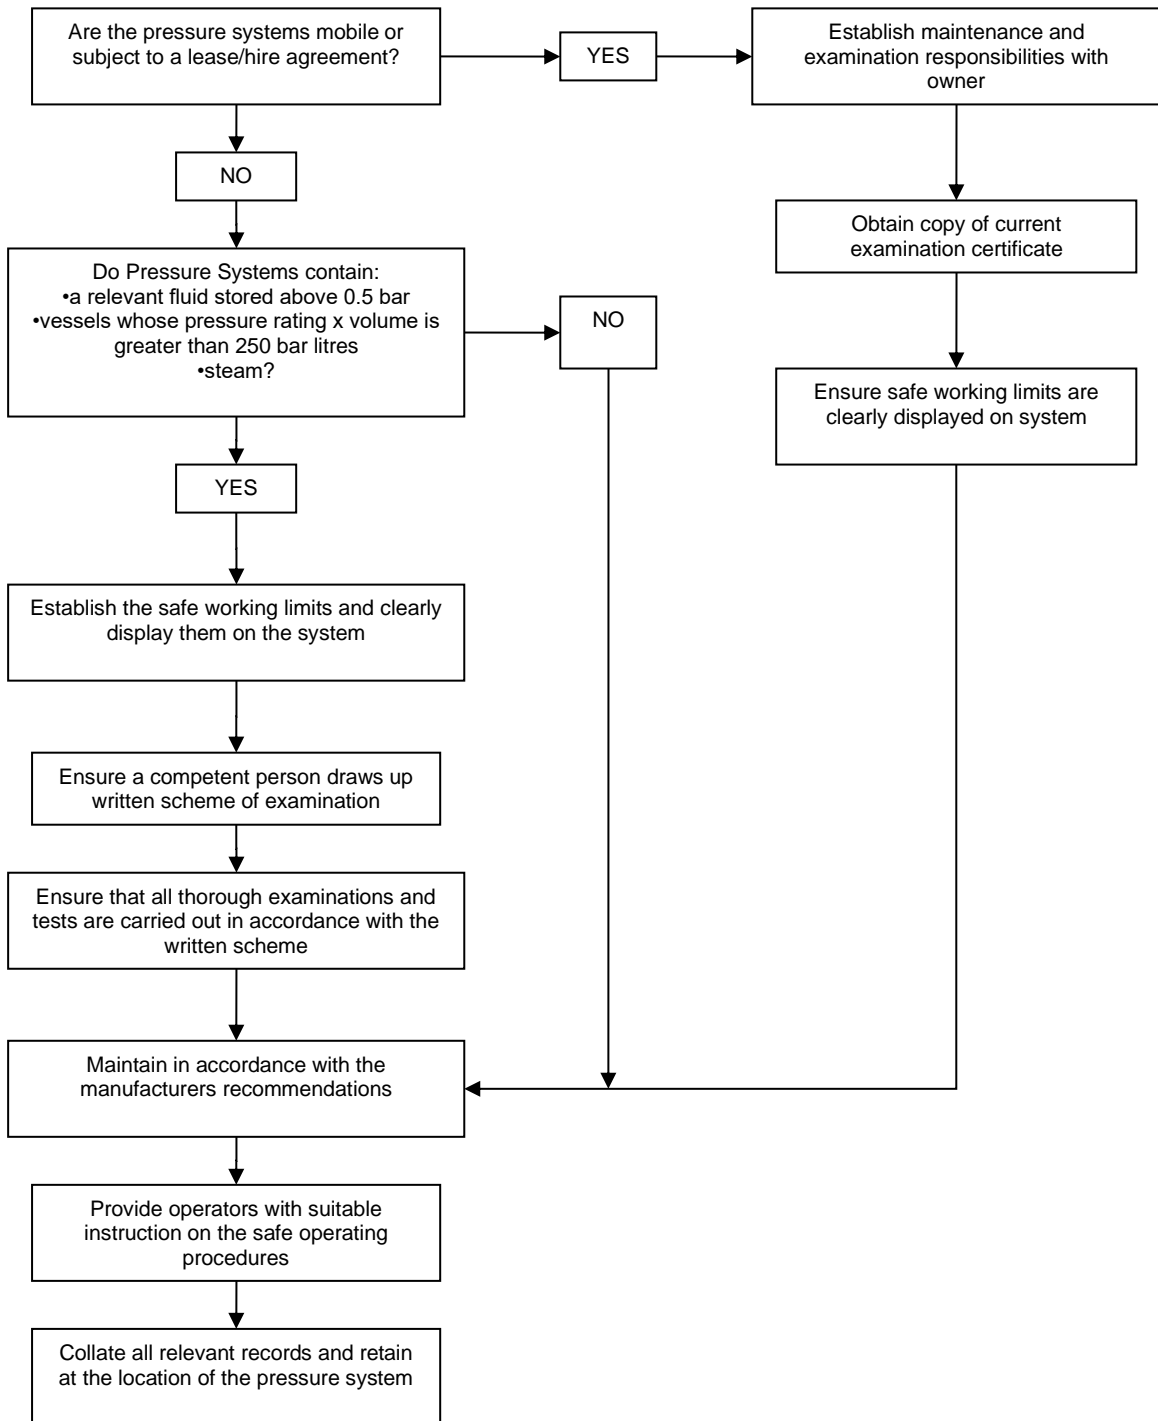 Are the pressure systems mobile or
subject to a lease/hire agreement?
YES
Establish maintenance and
examination responsibilities with
owner
NO
Obtain copy of current
examination certificate
Do Pressure Systems contain:
•a relevant fluid stored above 0.5 bar
•vessels whose pressure rating x volume is
greater than 250 bar litres
•steam?
NO
Ensure safe working limits are
clearly displayed on system
YES
Establish the safe working limits and clearly
display them on the system
Ensure a competent person draws up
written scheme of examination
Ensure that all thorough examinations and
tests are carried out in accordance with the
written scheme
Maintain in accordance with the
manufacturers recommendations
Provide operators with suitable
instruction on the safe operating
procedures
Collate all relevant records and retain
at the location of the pressure system